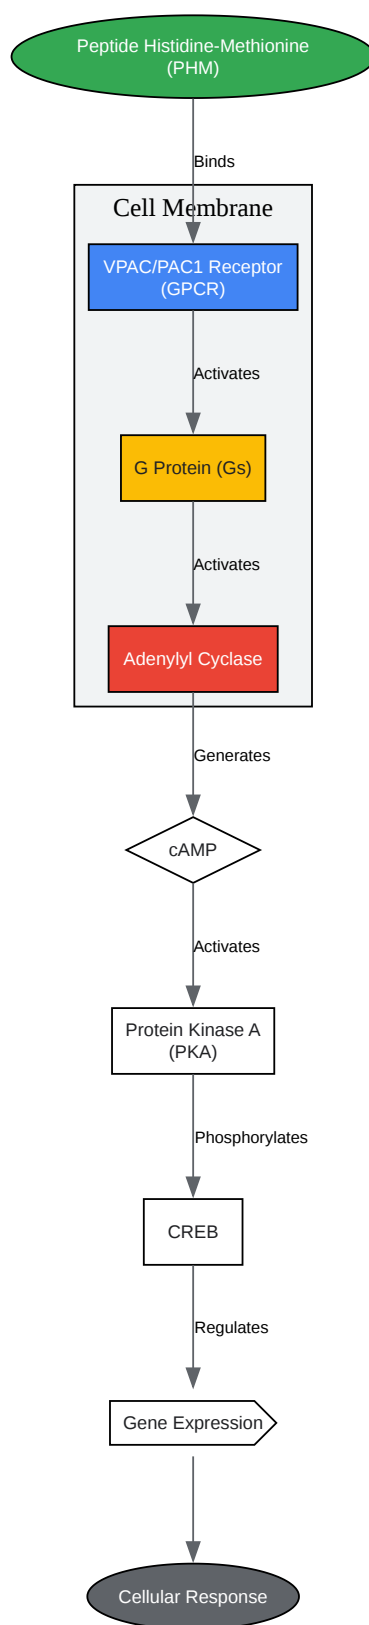 Peptide Histidine-Methionine
(PHM)
Binds
Cell Membrane
VPAC/PAC1 Receptor
(GPCR)
Activates
G Protein (Gs)
Activates
Adenylyl Cyclase
Generates
cAMP
Activates
Protein Kinase A
(PKA)
Phosphorylates
CREB
Regulates
Gene Expression
Cellular Response